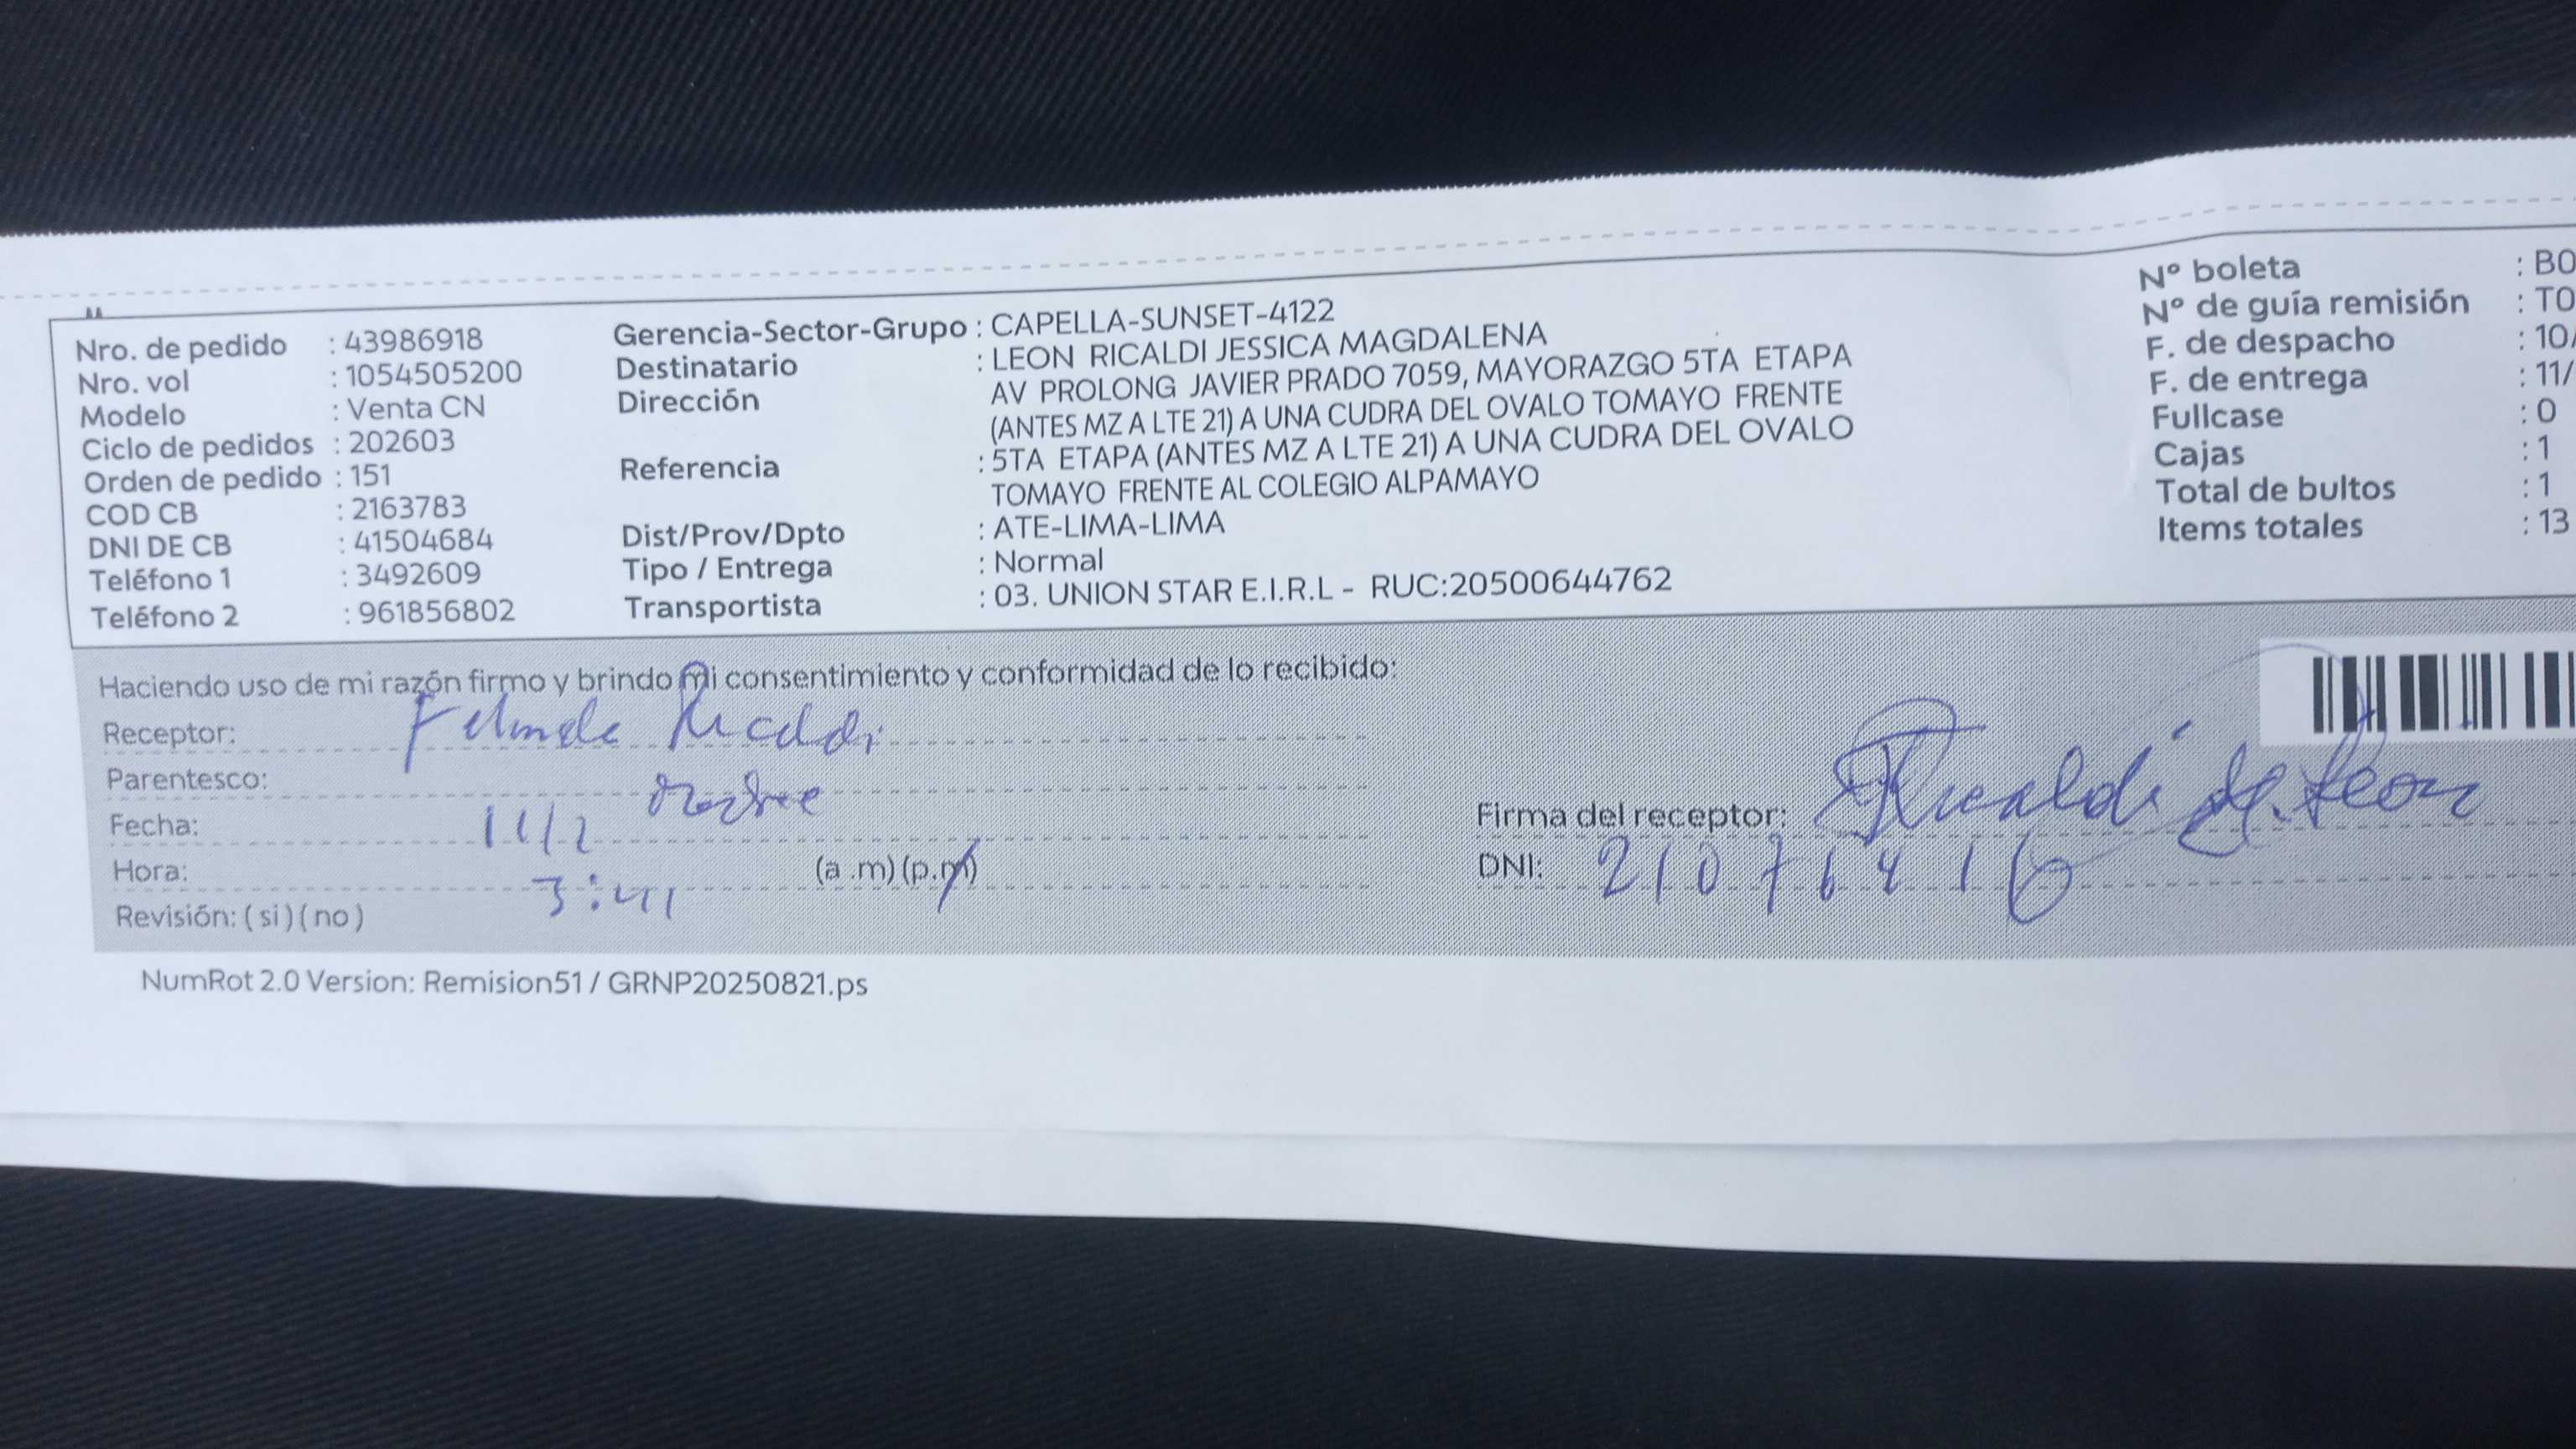 Nro. de pedido : 43986918
Nro. vol : 1054505200
Modelo : Venta CN
Ciclo de pedidos : 202603
Orden de pedido : 151
COD CB : 2163783
DNI DE CB : 41504684
Teléfono 1 : 3492609
Teléfono 2 : 961856802
Gerencia-Sector-Grupo : CAPELLA-SUNSET-4122
Destinatario : LEON RICALDI JESSICA MAGDALENA
Dirección AV PROLONG JAVIER PRADO 7059, MAYORAZGO 5TA ETAPA
(ANTES MZ A LTE 21) A UNA CUDRA DEL OVALO TOMAYO FRENTE
Referencia : 5TA ETAPA (ANTES MZ A LTE 21) A UNA CUDRA DEL OVALO
TOMAYO FRENTE AL COLEGIO ALPAMAYO
Dist/Prov/Dpto : ATE-LIMA-LIMA
Tipo / Entrega : Normal
Transportista : 03. UNION STAR E.I.R.L - RUC:20500644762
N° boleta : BO
N° de guía remisión : TO
F. de despacho : 10/
F. de entrega : 11/
Fullcase : 0
Cajas : 1
Total de bultos : 1
Items totales : 13
Haciendo uso de mi razón firmo y brindo mi consentimiento y conformidad de lo recibido:
Receptor: Ricaldi
Parentesco: madre
Fecha: 11/2
Hora: 3:41 (a .m) (p.m)
Revisión: ( si ) ( no )
Firma del receptor: Ricaldi de Leon
DNI: 21076416
NumRot 2.0 Version: Remision51 / GRNP20250821.ps